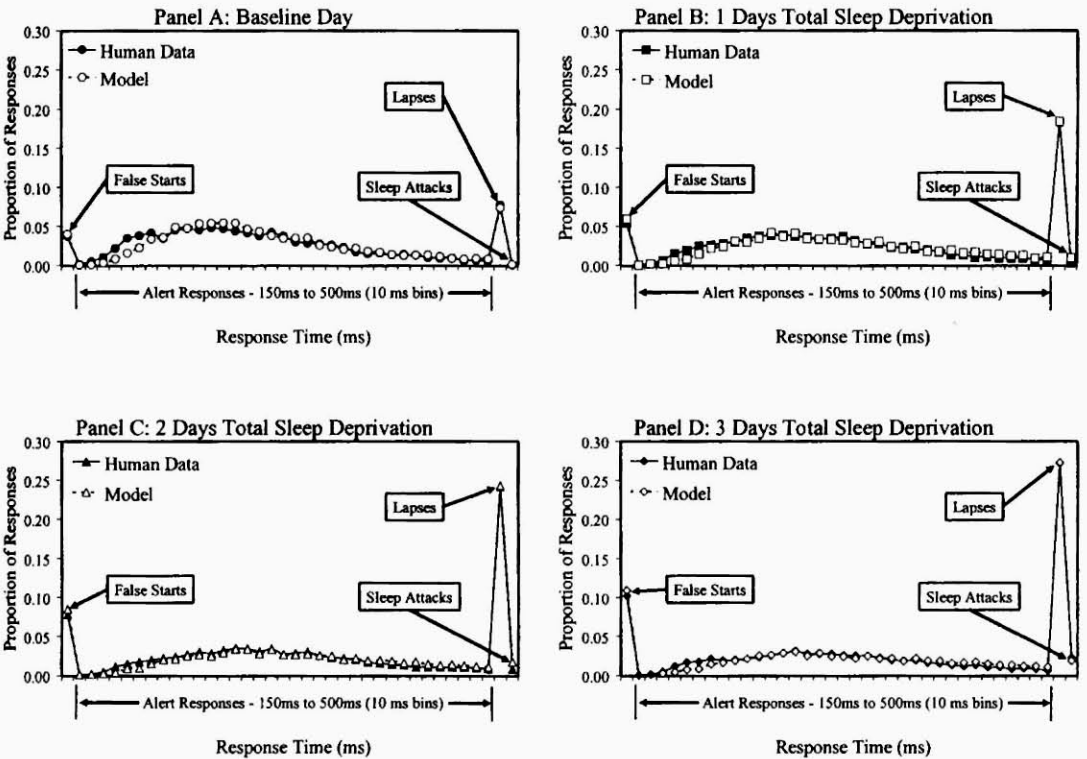 Panel A: Baseline Day
Proportion of Responses
0.30
0.25
0.20
0.15
0.10
0.05
0.00
Human Data
Model
False Starts
Lapses
Sleep Attacks
Alert Responses - 150ms to 500ms (10 ms bins)
Response Time (ms)
Panel B: 1 Days Total Sleep Deprivation
Proportion of Responses
0.30
0.25
0.20
0.15
0.10
0.05
0.00
Human Data
Model
False Starts
Lapses
Sleep Attacks
Alert Responses - 150ms to 500ms (10 ms bins)
Response Time (ms)
Panel C: 2 Days Total Sleep Deprivation
Proportion of Responses
0.30
0.25
0.20
0.15
0.10
0.05
0.00
Human Data
Model
False Starts
Lapses
Sleep Attacks
Alert Responses - 150ms to 500ms (10 ms bins)
Response Time (ms)
Panel D: 3 Days Total Sleep Deprivation
Proportion of Responses
0.30
0.25
0.20
0.15
0.10
0.05
0.00
Human Data
Model
False Starts
Lapses
Sleep Attacks
Alert Responses - 150ms to 500ms (10 ms bins)
Response Time (ms)